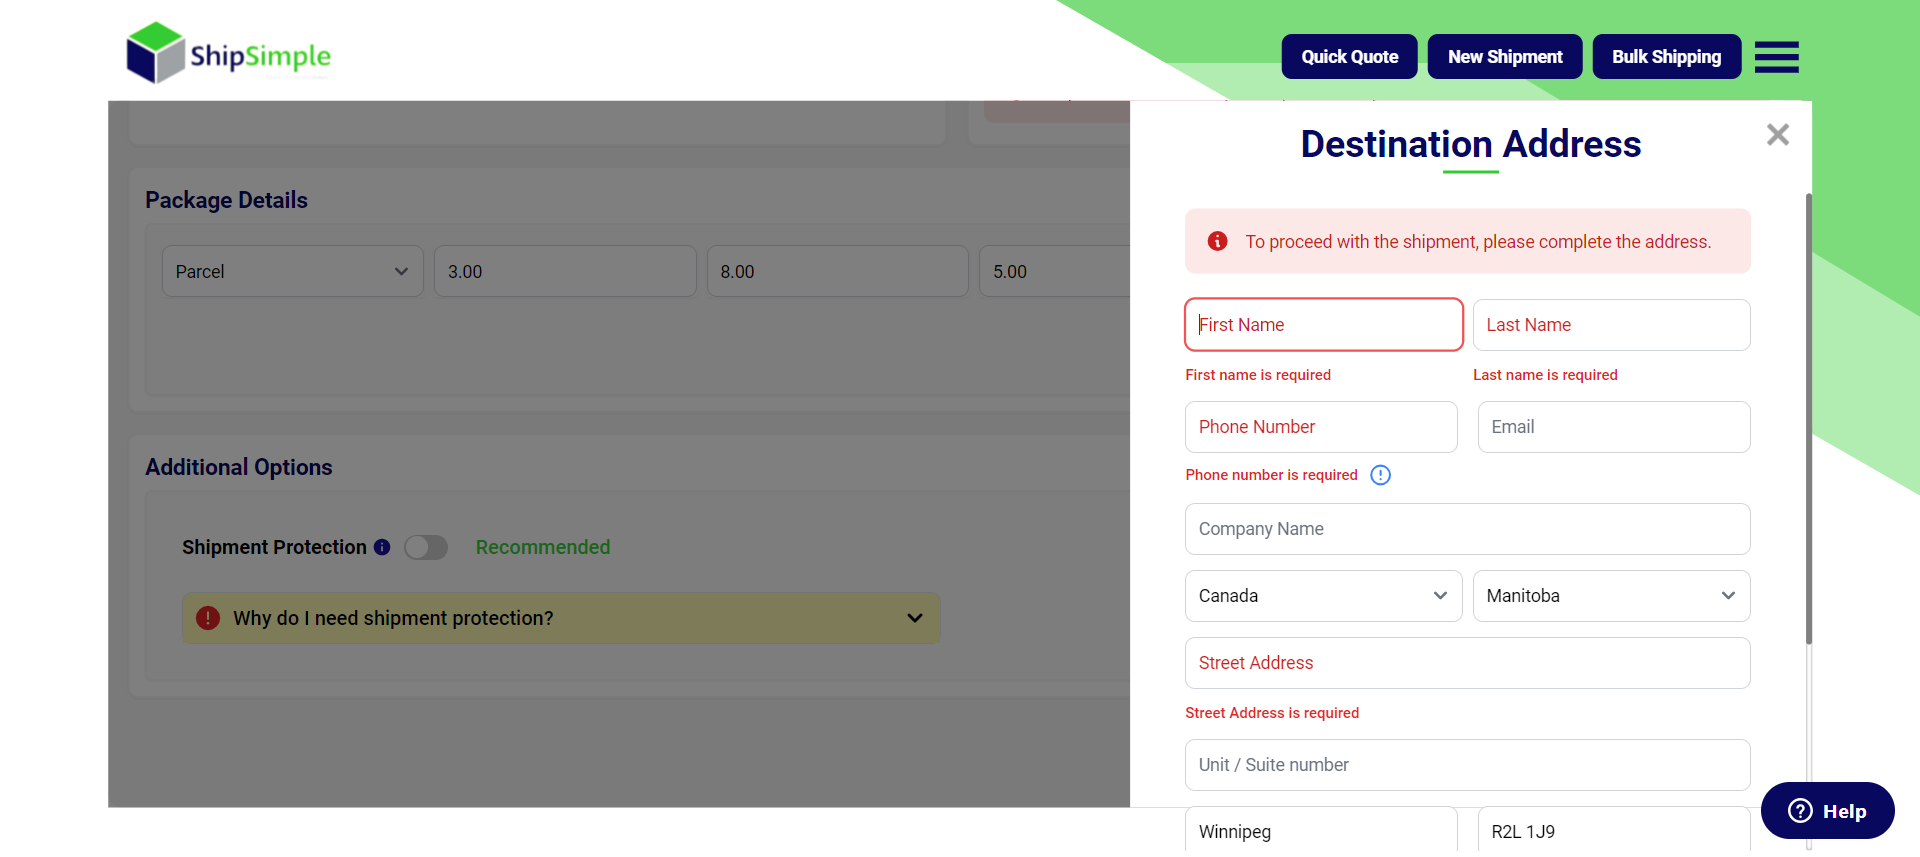 ShipSimple
Quick Quote
New Shipment
Bulk Shipping
Package Details
Parcel
3.00
8.00
5.00
Additional Options
Shipment Protection
Recommended
Why do I need shipment protection?
Destination Address
To proceed with the shipment, please complete the address.
First Name
Last Name
First name is required
Last name is required
Phone Number
Email
Phone number is required
Company Name
Canada
Manitoba
Street Address
Street Address is required
Unit / Suite number
Winnipeg
R2L 1J9
Help